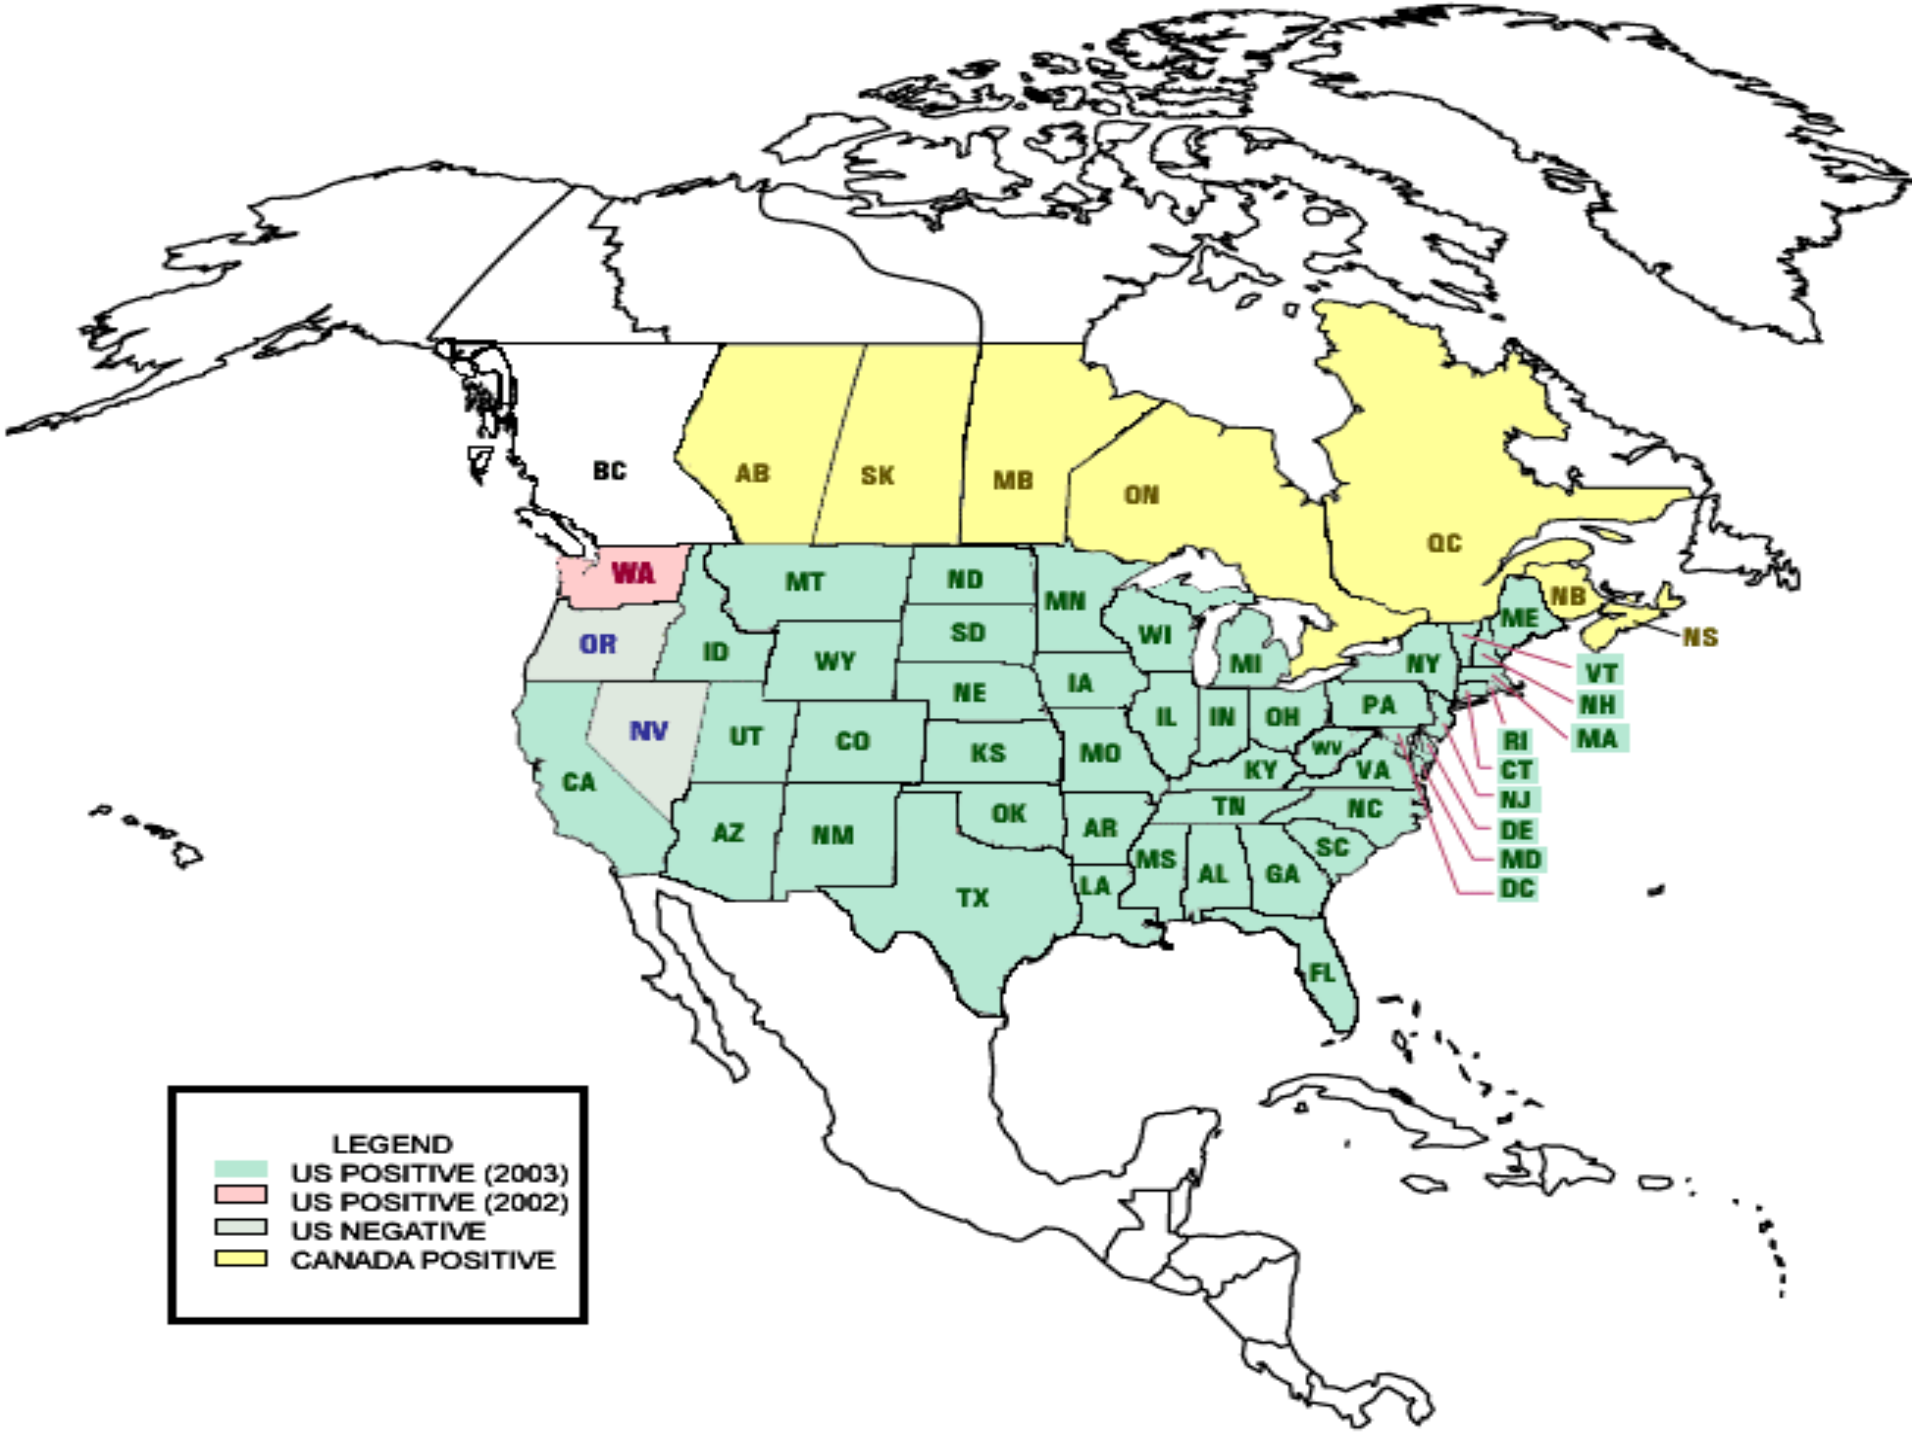 BC
AB
SK
MB
ON
QC
NB
NS
WA
MT
ND
MN
OR
ID
SD
WI
ME
WY
MI
NY
VT
NE
IA
NH
NV
UT
CO
IL
IN
OH
PA
RI
MA
KS
MO
WV
CT
CA
KY
VA
NJ
AZ
NM
OK
AR
TN
NC
DE
MS
AL
GA
SC
MD
LA
DC
TX
FL
LEGEND
US POSITIVE (2003)
US POSITIVE (2002)
US NEGATIVE
CANADA POSITIVE